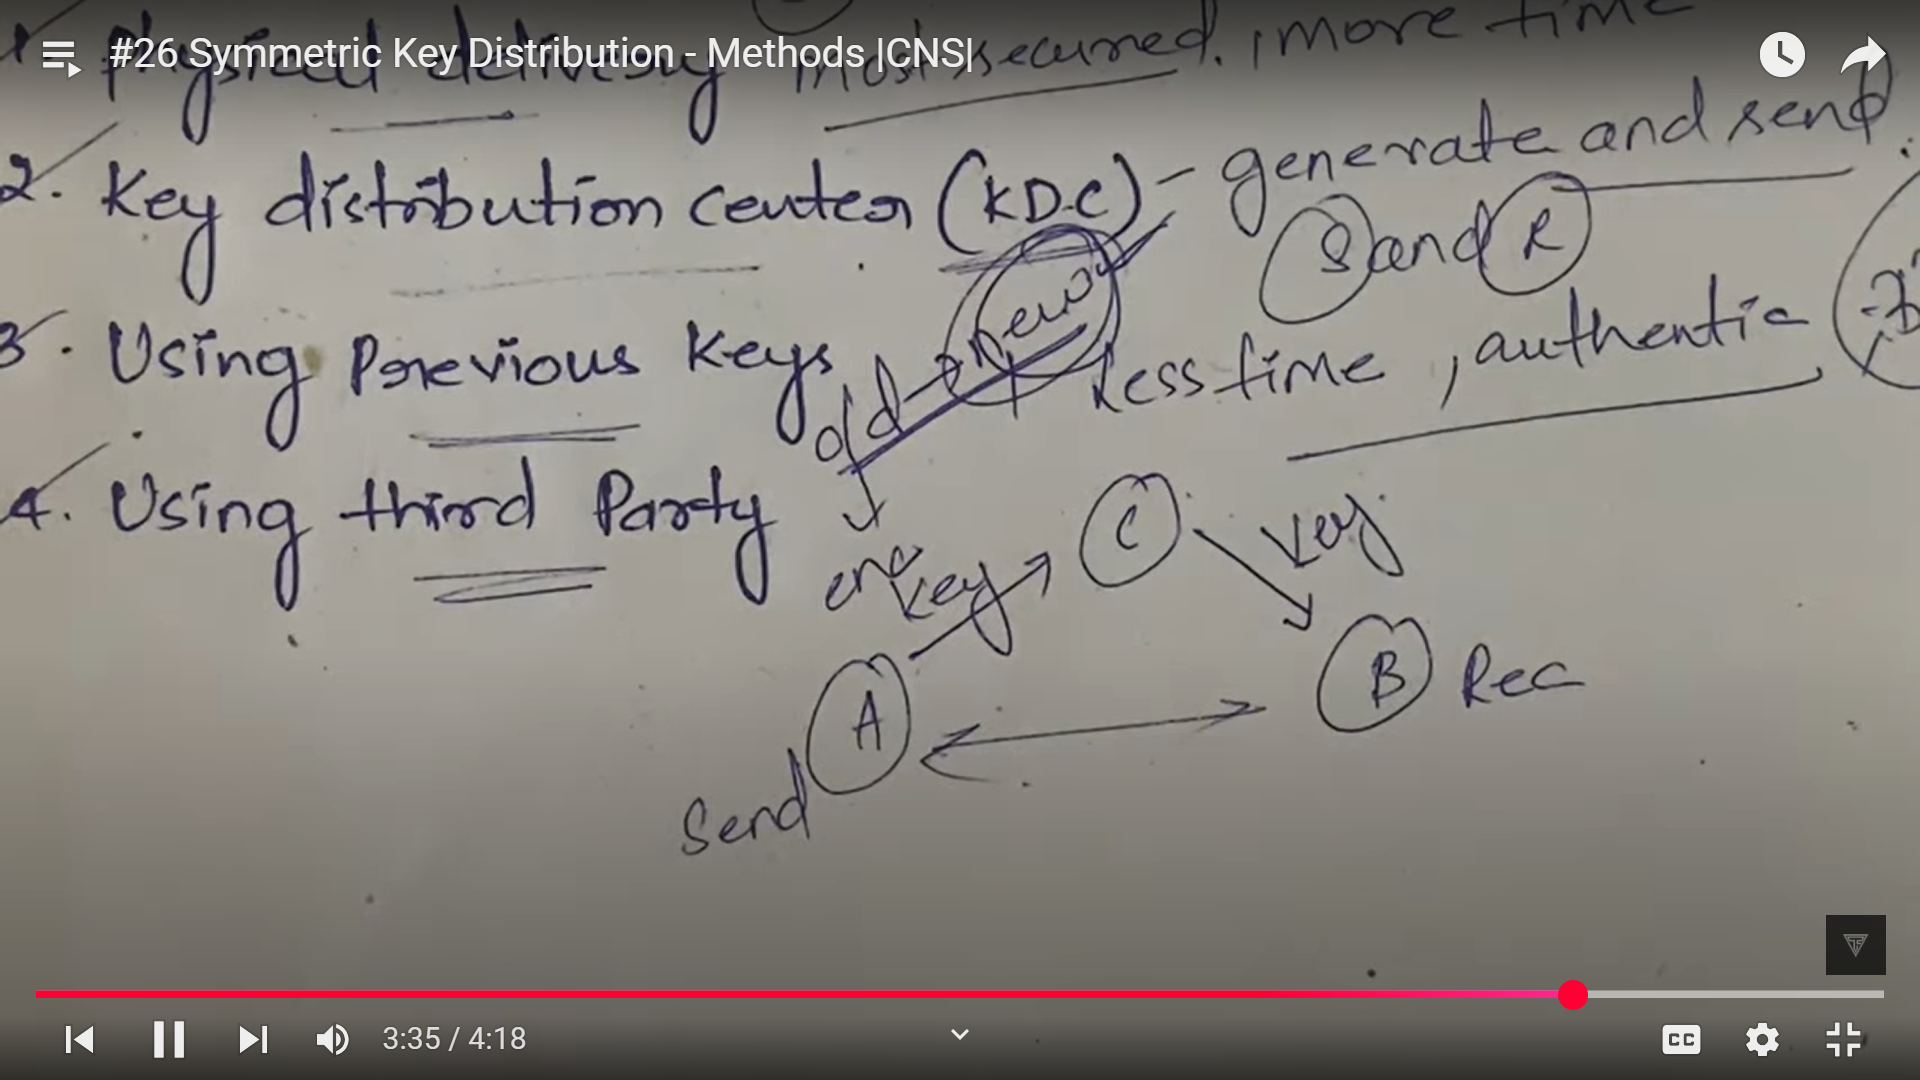 #26 Symmetric Key Distribution - Methods |CNS|
1. Physical delivery most secured, more time
2. Key distribution center (KDC) - generate and send
S and R
3. Using Previous Keys old → new Less time, authentic
4. Using third Party
enc
key C key
A B Rec
Send
3:35 / 4:18
CC